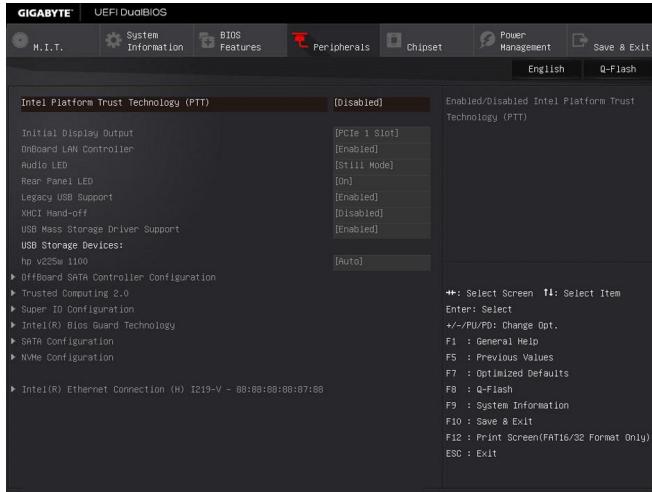 GIGABYTE™ UEFI DualBIOS
M.I.T. System Information BIOS Features Peripherals Chipset Power Management Save & Exit
English Q-Flash
Intel Platform Trust Technology (PTT) [Disabled]
Initial Display Output [PCIe 1 Slot]
OnBoard LAN Controller [Enabled]
Audio LED [Still Mode]
Rear Panel LED [On]
Legacy USB Support [Enabled]
XHCI Hand-off [Disabled]
USB Mass Storage Driver Support [Enabled]
USB Storage Devices:
hp v225w 1100 [Auto]
OffBoard SATA Controller Configuration
Trusted Computing 2.0
Super IO Configuration
Intel(R) Bios Guard Technology
SATA Configuration
NVMe Configuration
Intel(R) Ethernet Connection (H) I219-V - 88:88:88:88:87:88
Enabled/Disabled Intel Platform Trust
Technology (PTT)
→←: Select Screen ↑↓: Select Item
Enter: Select
+/-/PU/PD: Change Opt.
F1 : General Help
F5 : Previous Values
F7 : Optimized Defaults
F8 : Q-Flash
F9 : System Information
F10 : Save & Exit
F12 : Print Screen(FAT16/32 Format Only)
ESC : Exit